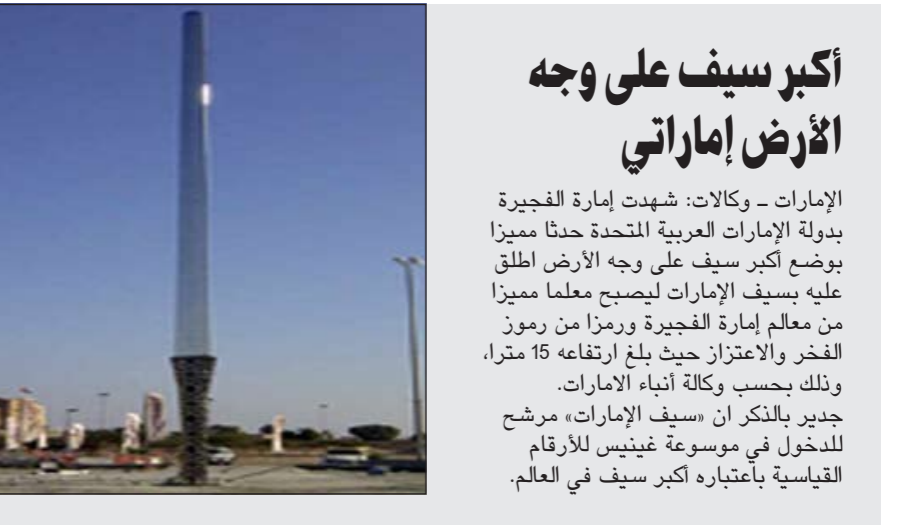 أكبر سيف على وجه
الأرض إماراتي
الإمارات ـ وكالات: شهدت إمارة الفجيرة
بدولة الإمارات العربية المتحدة حدثا مميزا
بوضع أكبر سيف على وجه الأرض اطلق
عليه بسيف الإمارات ليصبح معلما مميزا
من معالم إمارة الفجيرة ورمزا من رموز
الفخر والاعتزاز حيث بلغ ارتفاعه 15 مترا،
وذلك بحسب وكالة أنباء الامارات.
جدير بالذكر ان «سيف الإمارات» مرشح
للدخول في موسوعة غينيس للأرقام
القياسية بأعتباره أكبر سيف في العالم.